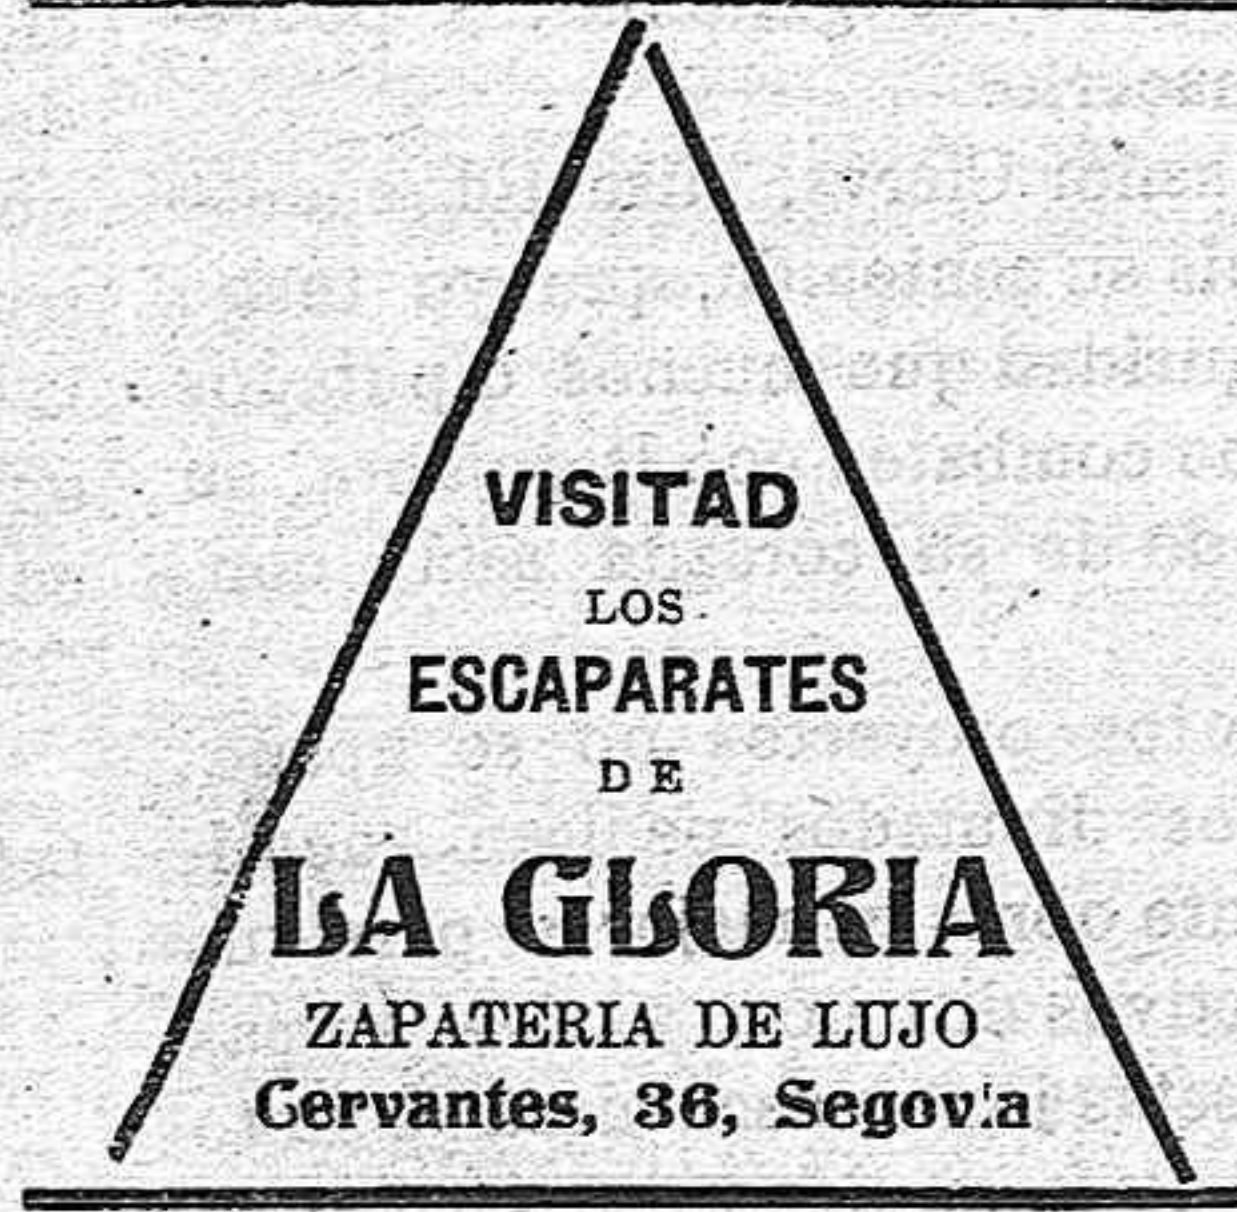 VISITAD
LOS
ESCAPARATES
DE
LA GLORIA
ZAPATERIA DE LUJO
Cervantes, 36, Segovia